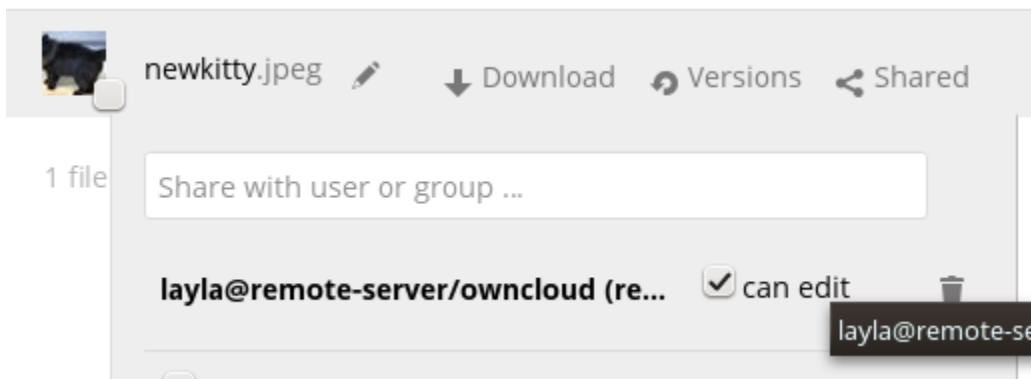 newkitty.jpeg Download Versions Shared
1 file
Share with user or group ...
layla@remote-server/owncloud (re... can edit
layla@remote-se